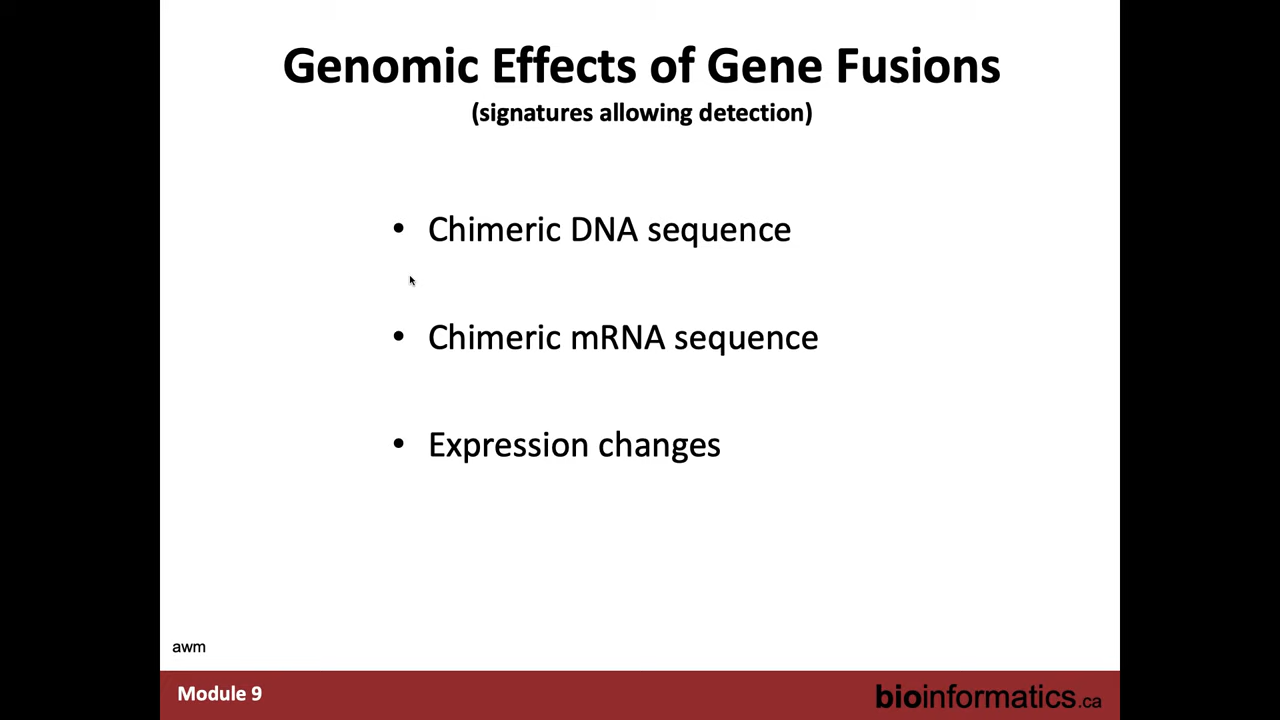 Genomic Effects of Gene Fusions
(signatures allowing detection)
• Chimeric DNA sequence
• Chimeric mRNA sequence
• Expression changes
awm
Module 9
bioinformatics.ca